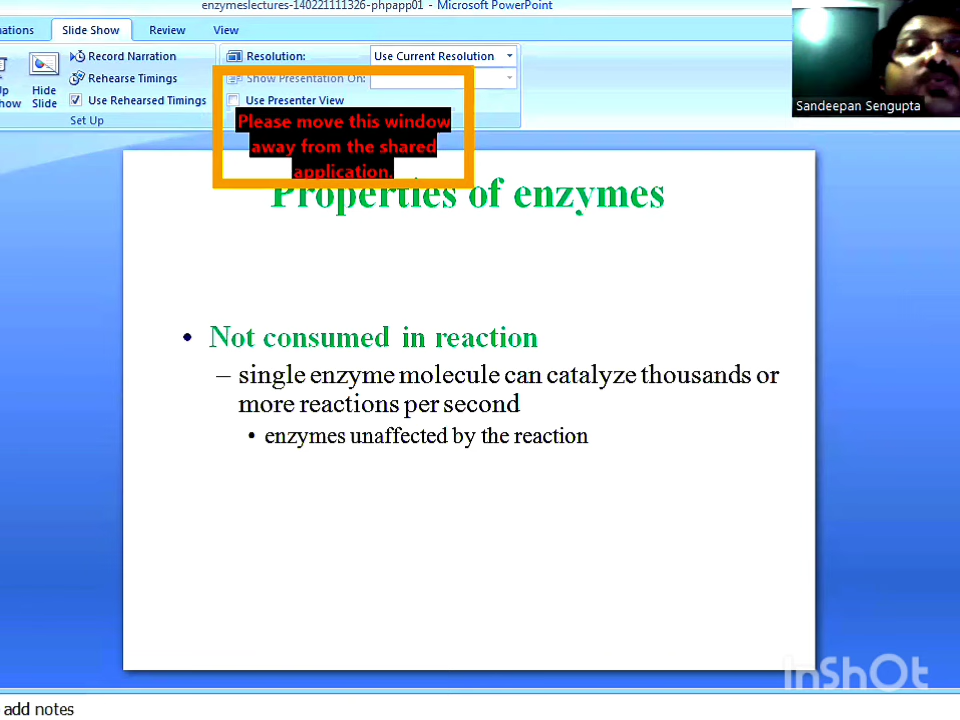 enzymeslectures-140221111326-phpapp01 - Microsoft PowerPoint
Slide Show
Review
View
Record Narration
Rehearse Timings
Use Rehearsed Timings
Hide
Slide
Set Up
Resolution:
Use Current Resolution
Show Presentation On:
Use Presenter View
Please move this window
away from the shared
application.
Sandeepan Sengupta
Properties of enzymes
• Not consumed in reaction
– single enzyme molecule can catalyze thousands or
more reactions per second
• enzymes unaffected by the reaction
InShOt
add notes